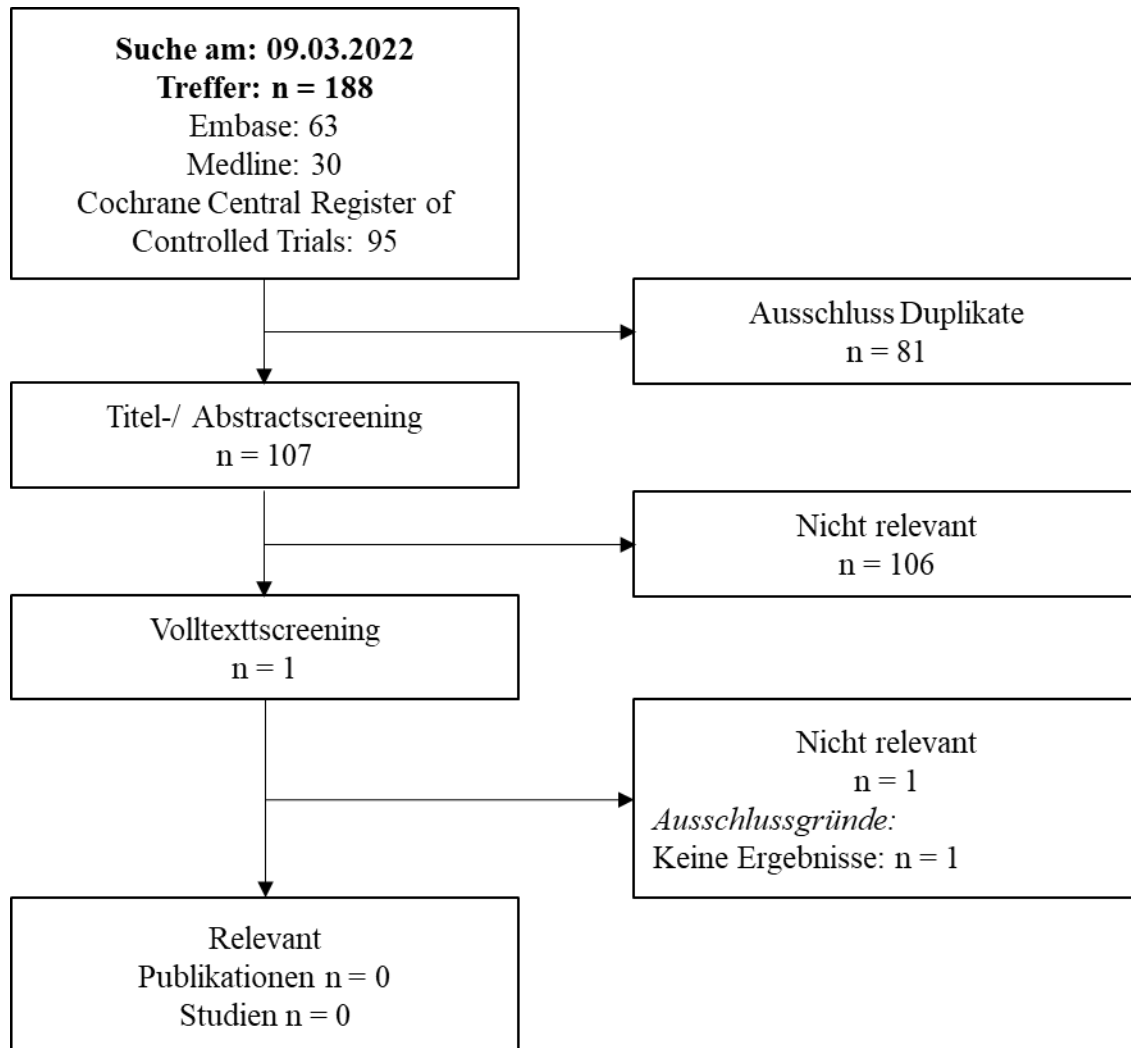 Suche am: 09.03.2022
Treffer: n = 188
Embase: 63
Medline: 30
Cochrane Central Register of
Controlled Trials: 95
Ausschluss Duplikate
n = 81
Titel-/ Abstractscreening
n = 107
Nicht relevant
n = 106
Volltexttscreening
n = 1
Nicht relevant
n = 1
Ausschlussgründe:
Keine Ergebnisse: n = 1
Relevant
Publikationen n = 0
Studien n = 0